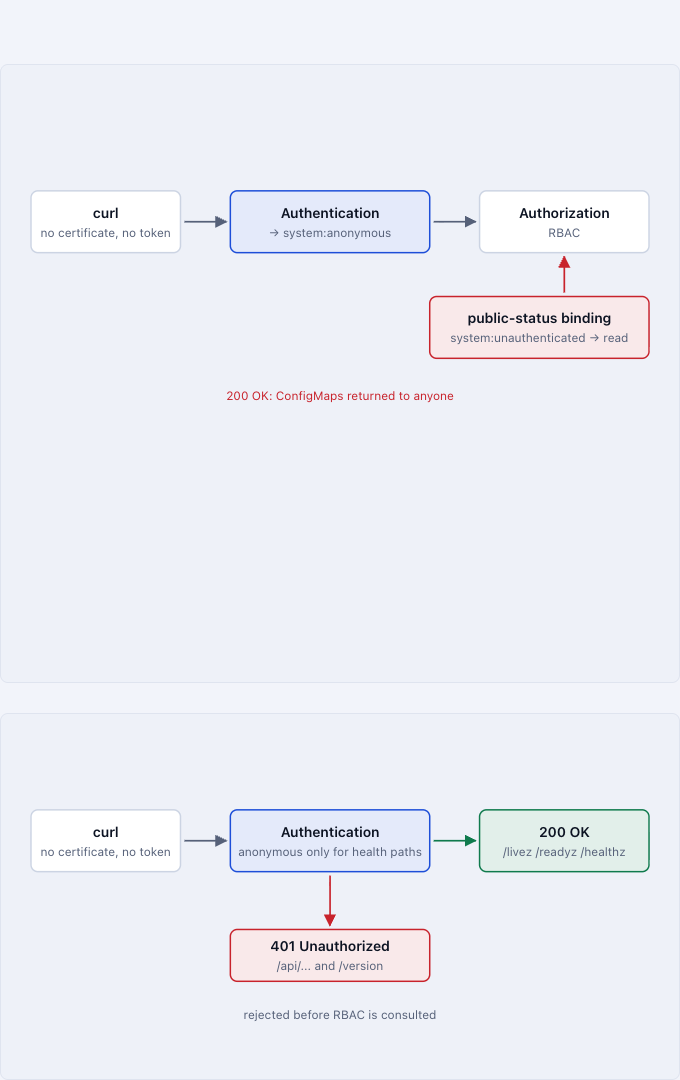 curl
no certificate, no token
Authentication
→ system:anonymous
Authorization
RBAC
public-status binding
system:unauthenticated → read
200 OK: ConfigMaps returned to anyone
curl
no certificate, no token
Authentication
anonymous only for health paths
200 OK
/livez /readyz /healthz
401 Unauthorized
/api/... and /version
rejected before RBAC is consulted